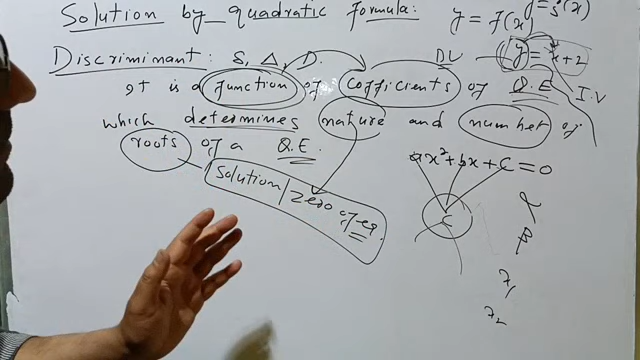 Solution by quadratic formula:
y = f(x)
Discriminant: S, Δ, D.
DV
y = x+2
It is a function of cofficients of Q.E
I.V
which determines nature and number of
roots of a Q.E.
ax²+bx+c=0
Solution/Zero of eq.
c
α
β
x₁
x₂